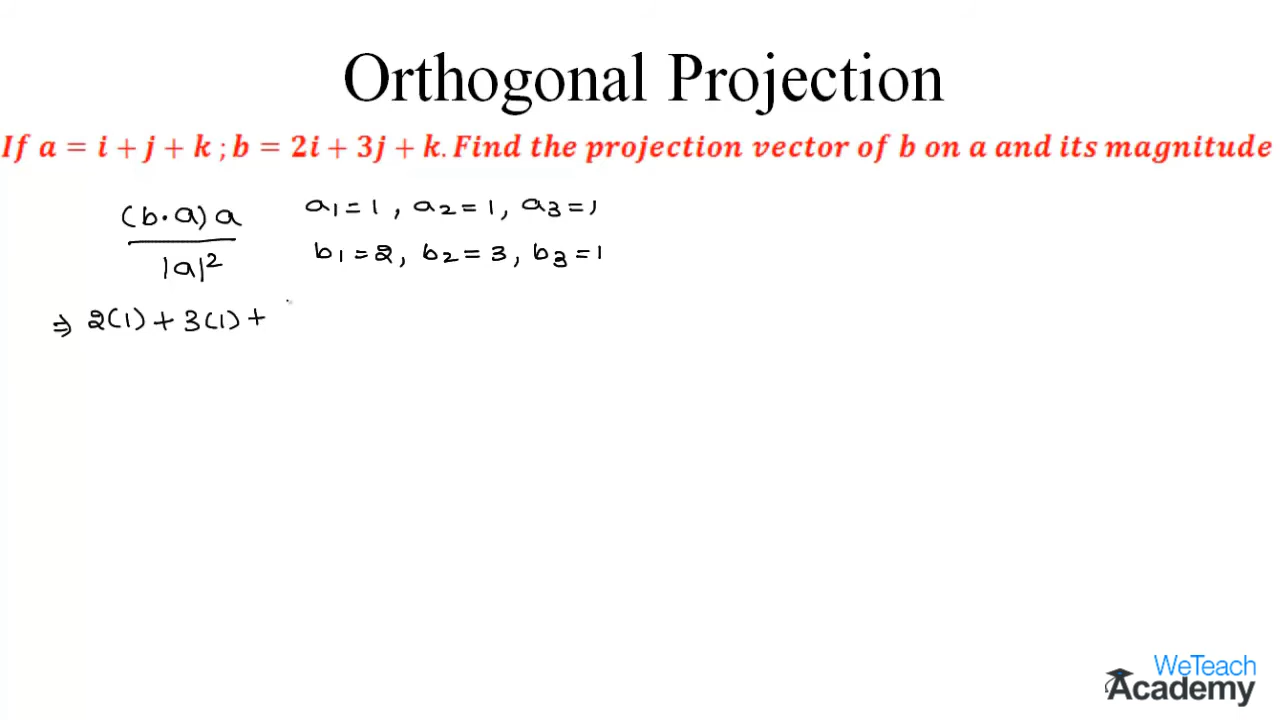 Orthogonal Projection
If a = i + j + k ; b = 2i + 3j + k. Find the projection vector of b on a and its magnitude
(b · a) a
|a|²
a1 = 1, a2 = 1, a3 = 1
b1 = 2, b2 = 3, b3 = 1
⇒ 2(1) + 3(1) +
WeTeach
Academy